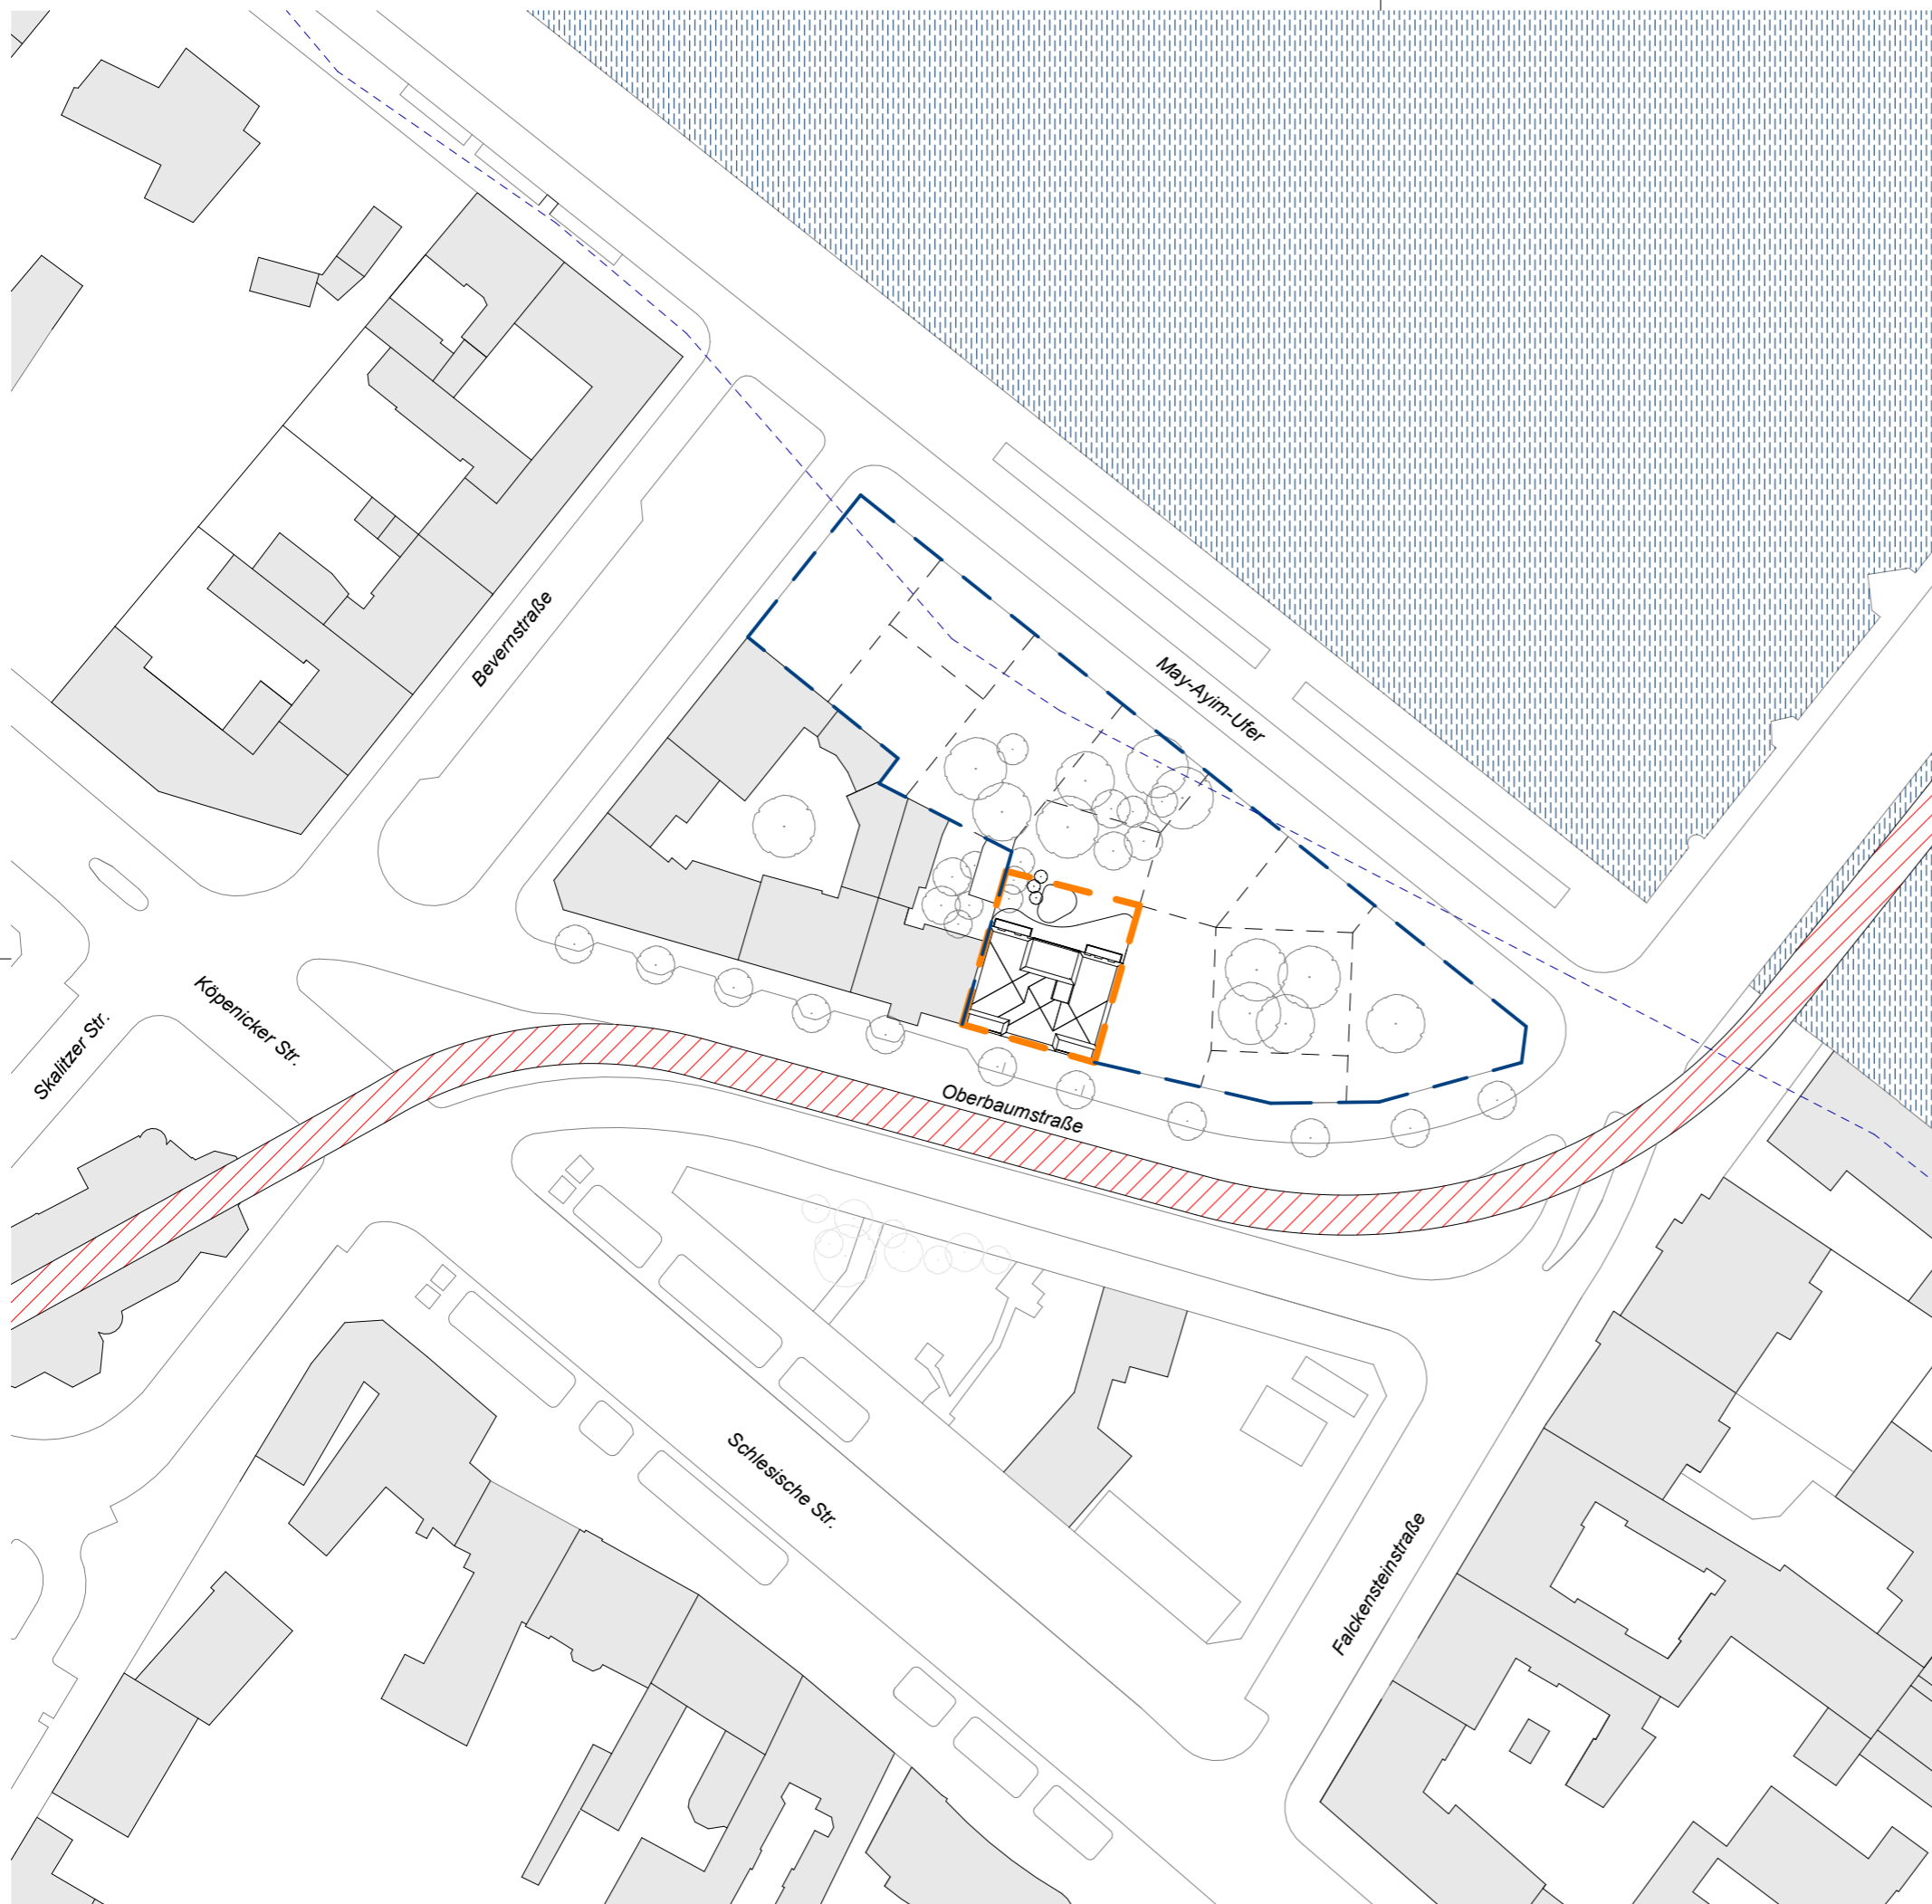 Bevernstraße
May-Ayim-Ufer
Köpenicker Str.
Skalitzer Str.
Oberbaumstraße
Schlesische Str.
Falckensteinstraße